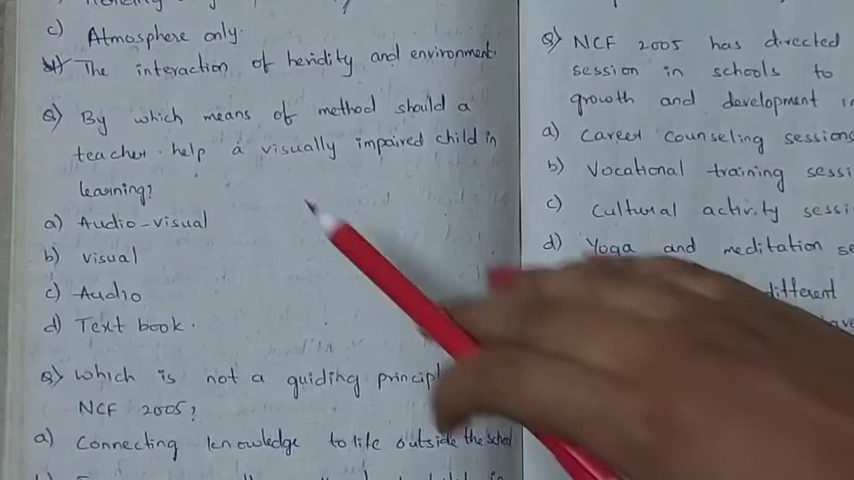 c) Atmosphere only.
d) The interaction of heridity and environment.
Q) By which means of method should a
teacher help a visually impaired child in
learning?
a) Audio-visual
b) visual
c) Audio
d) Text book.
Q) Which is not a guiding principl
NCF 2005?
a) Connecting knowledge to life outside the school
Q) NCF 2005 has directed
session in schools to
growth and development
a) Career counseling sessions
b) Vocational training sessi
c) Cultural activity sessi
d) Yoga and meditation se
different